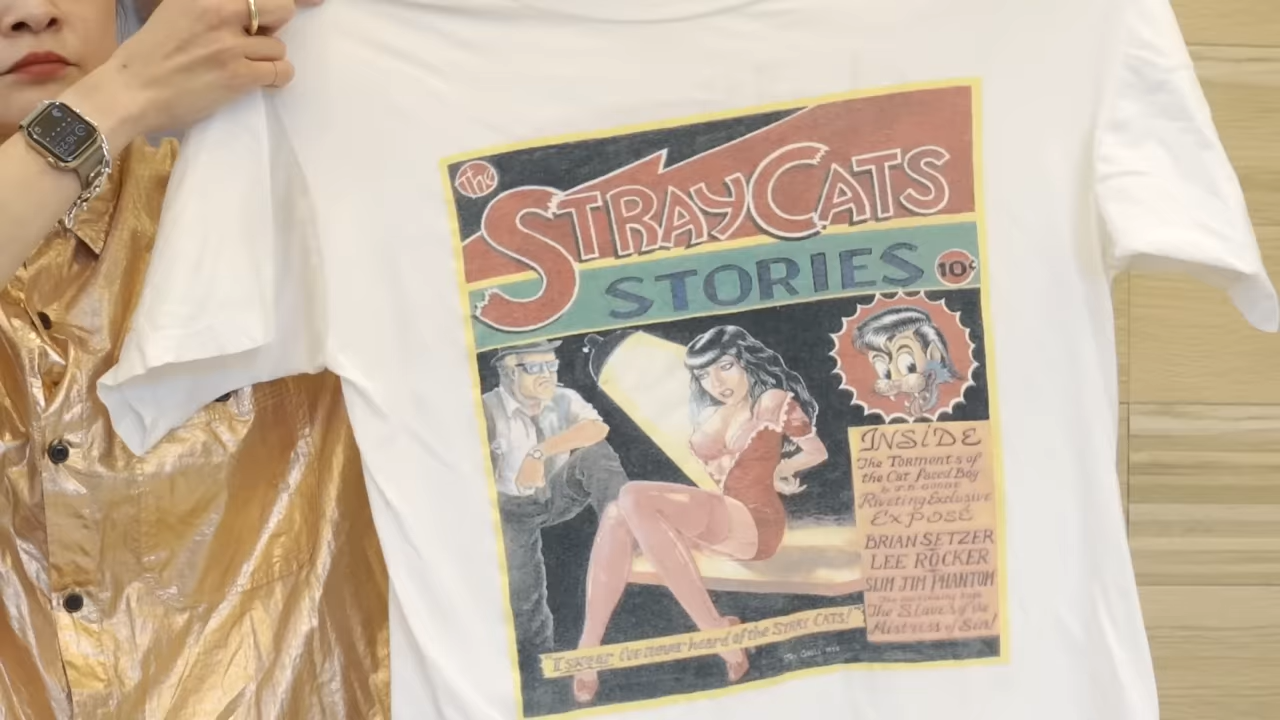 The
STRAY CATS
STORIES
10¢
INSIDE
The Torments of
the Cat faced Boy
Riveting Exclusive
EXPOSÉ
BRIAN SETZER
LEE ROCKER
SLIM JIM PHANTOM
The Slaves of the
Mistress of Sin!
"I swear I've never heard of the STRAY CATS!"
10:25